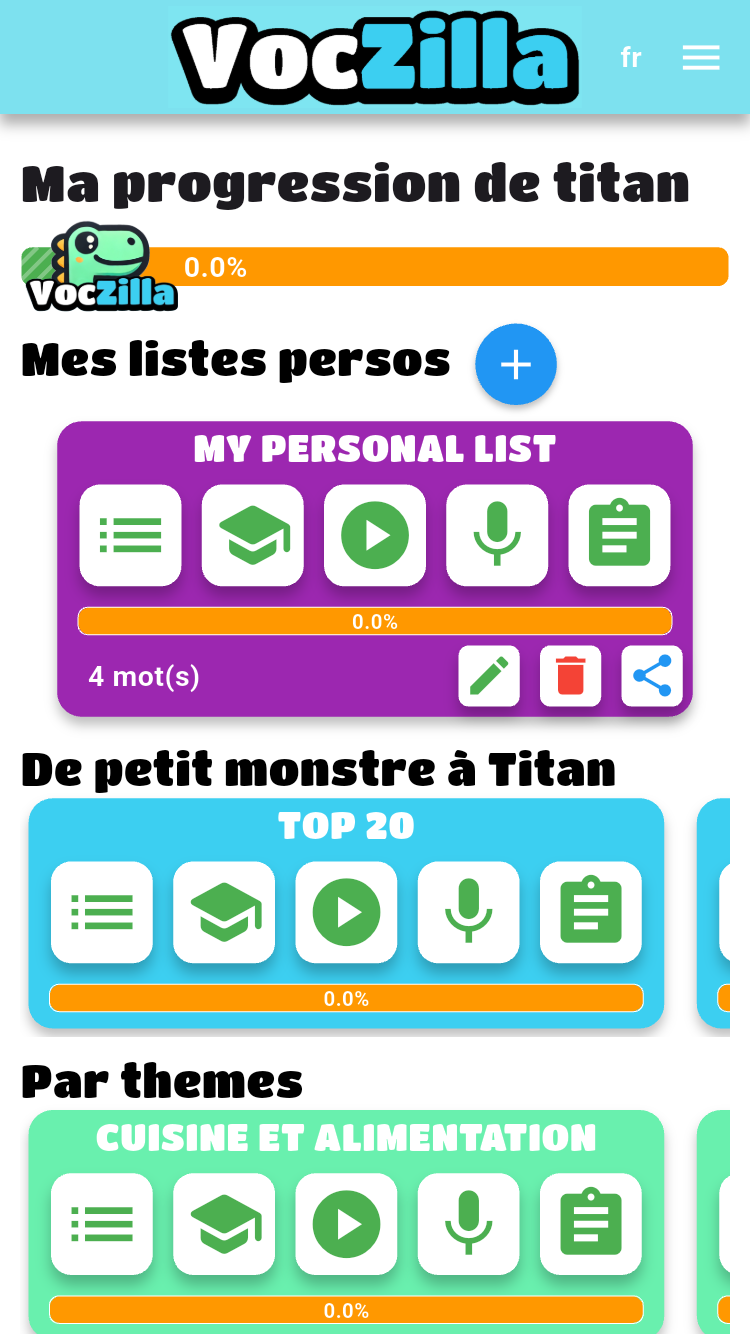 VocZilla
fr
Ma progression de titan
0.0%
VocZilla
Mes listes persos
MY PERSONAL LIST
0.0%
4 mot(s)
De petit monstre à Titan
TOP 20
0.0%
Par themes
CUISINE ET ALIMENTATION
0.0%